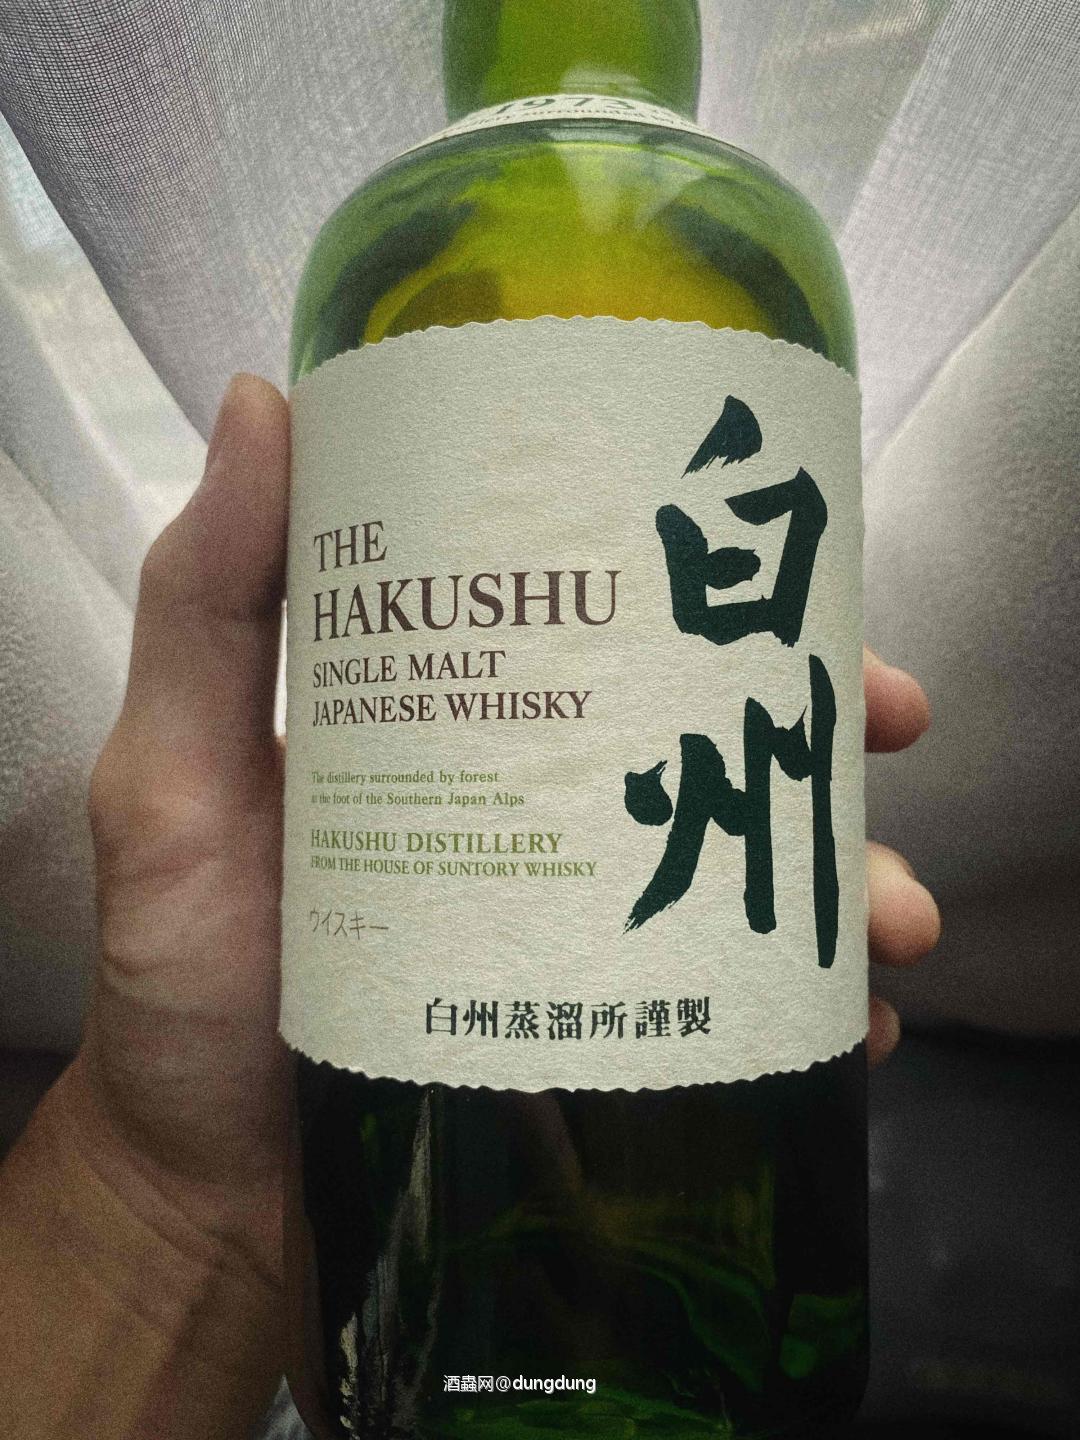 1973
THE
HAKUSHU
SINGLE MALT
JAPANESE WHISKY
The distillery surrounded by forest
at the foot of the Southern Japan Alps
HAKUSHU DISTILLERY
FROM THE HOUSE OF SUNTORY WHISKY
ウイスキー
白州
白州蒸溜所謹製
酒蟲网@dungdung